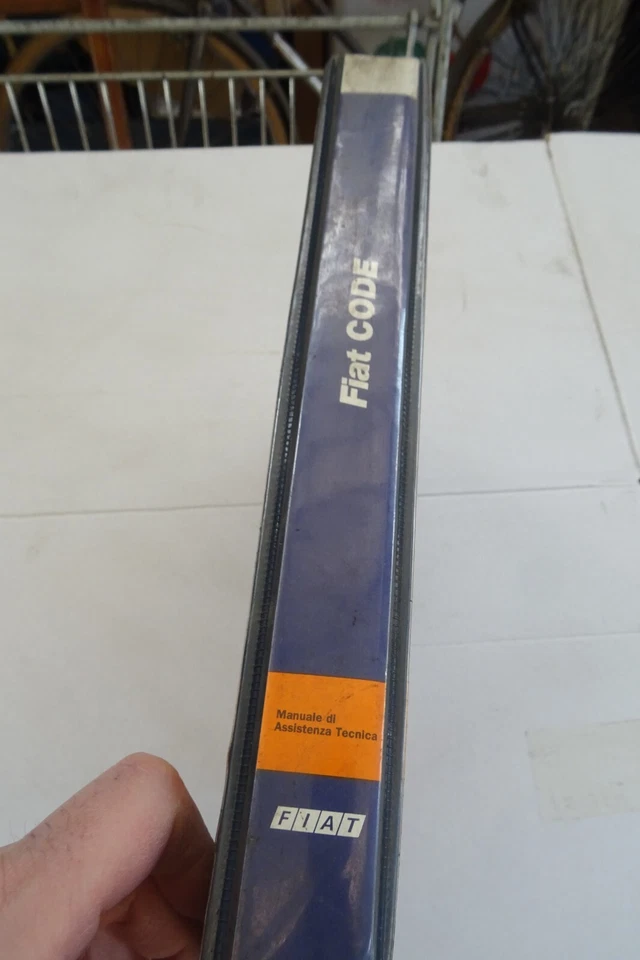 Fiat CODE
Manuale di
Assistenza Tecnica
FIAT